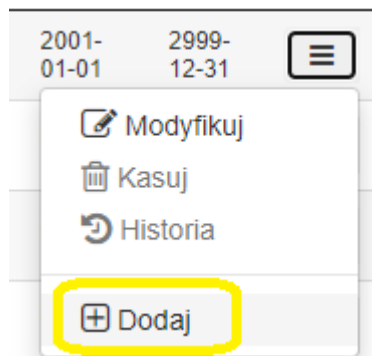 2001- 2999-
01-01 12-31
Modyfikuj
Kasuj
Historia
Dodaj